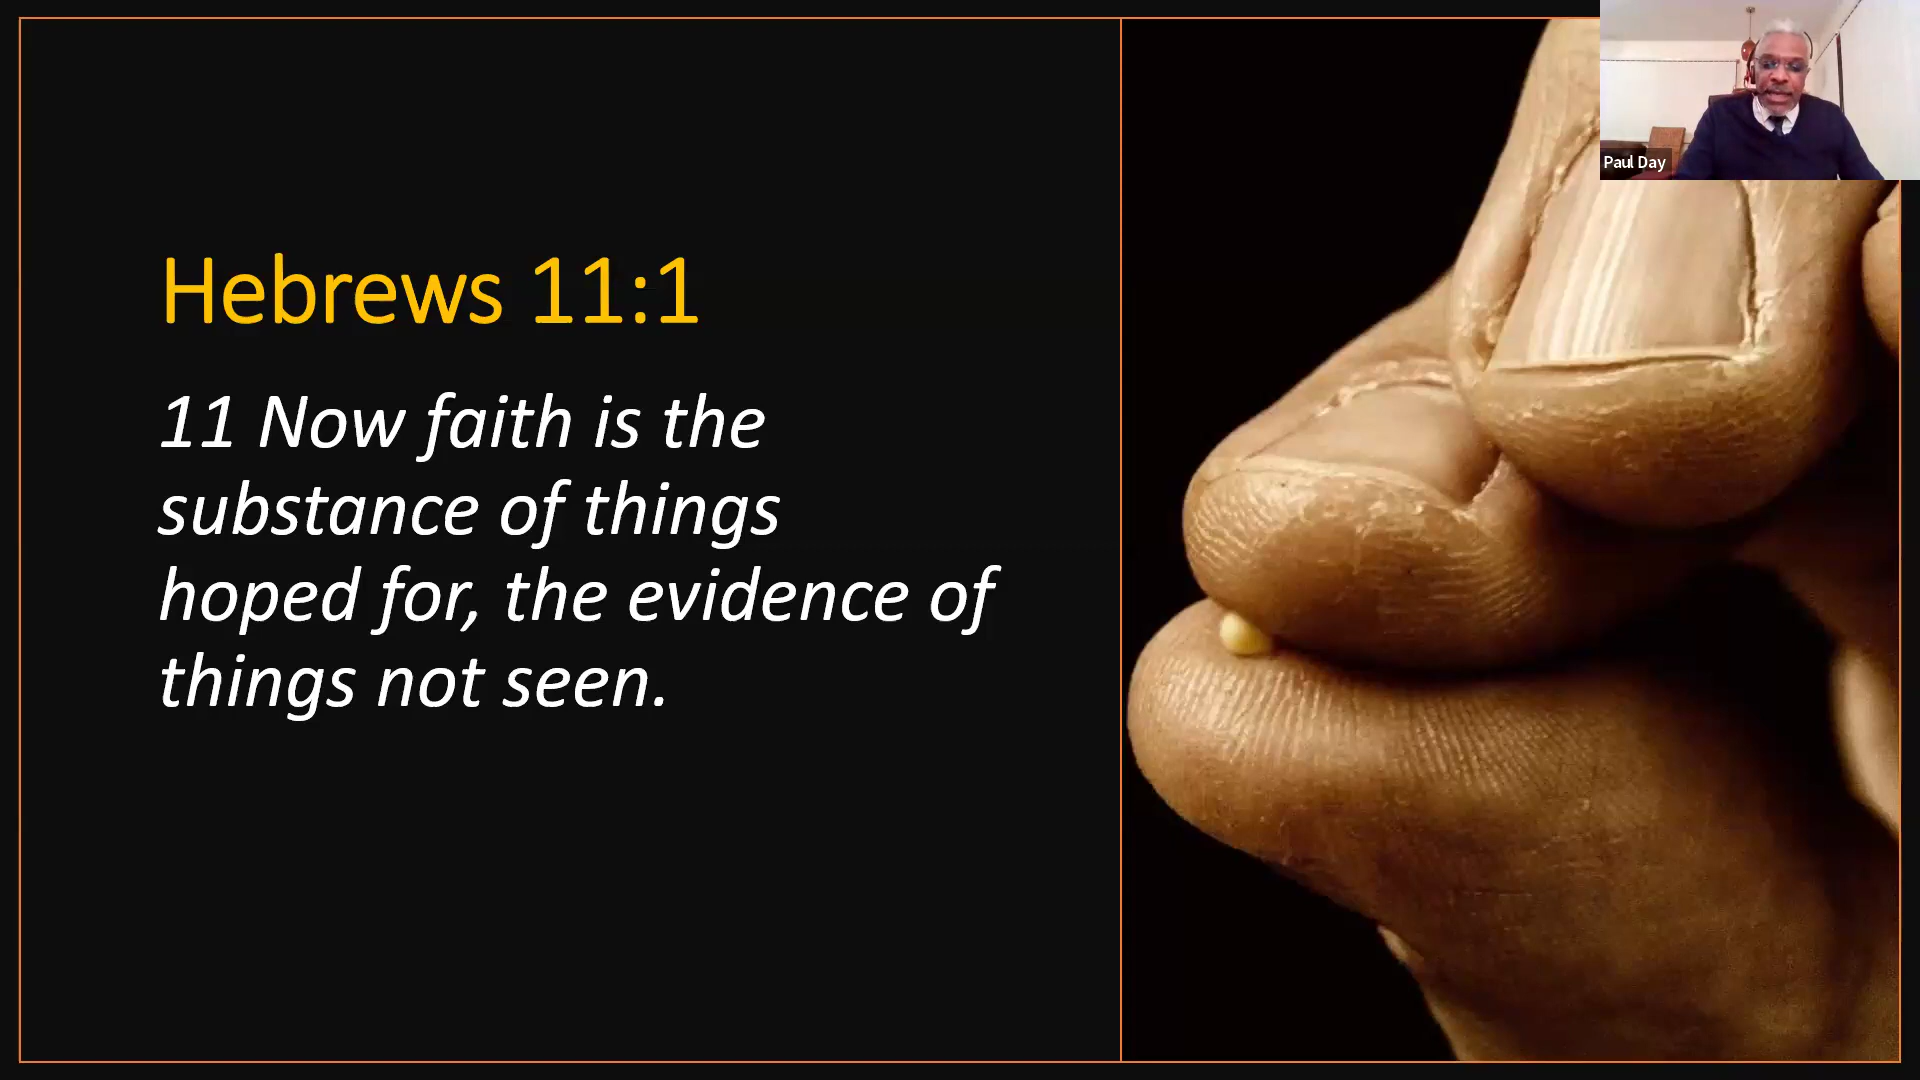 Paul Day
Hebrews 11:1
11 Now faith is the
substance of things
hoped for, the evidence of
things not seen.